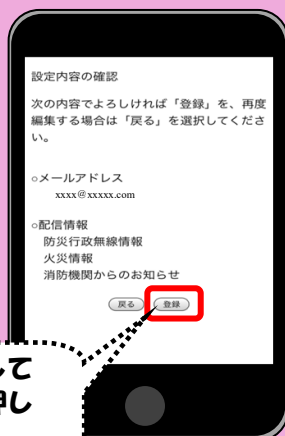 設定内容の確認
次の内容でよろしければ「登録」を、再度
編集する場合は「戻る」を選択してくださ
い。
○メールアドレス
xxxx@xxxxx.com
○配信情報
防災行政無線情報
火災情報
消防機関からのお知らせ
戻る 登録
して
押し